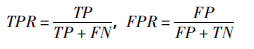 TPR = TP / (TP + FN), FPR = FP / (FP + TN)